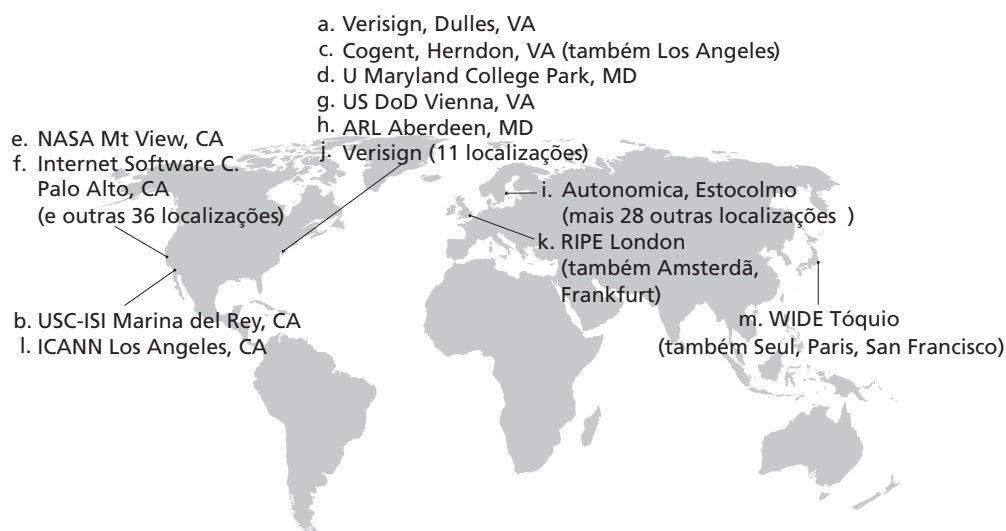 a. Verisign, Dulles, VA
c. Cogent, Herndon, VA (também Los Angeles)
d. U Maryland College Park, MD
g. US DoD Vienna, VA
h. ARL Aberdeen, MD
j. Verisign (11 localizações)
e. NASA Mt View, CA
f. Internet Software C.
Palo Alto, CA
(e outras 36 localizações)
i. Autonomica, Estocolmo
(mais 28 outras localizações )
k. RIPE London
(também Amsterdã,
Frankfurt)
b. USC-ISI Marina del Rey, CA
l. ICANN Los Angeles, CA
m. WIDE Tóquio
(também Seul, Paris, San Francisco)